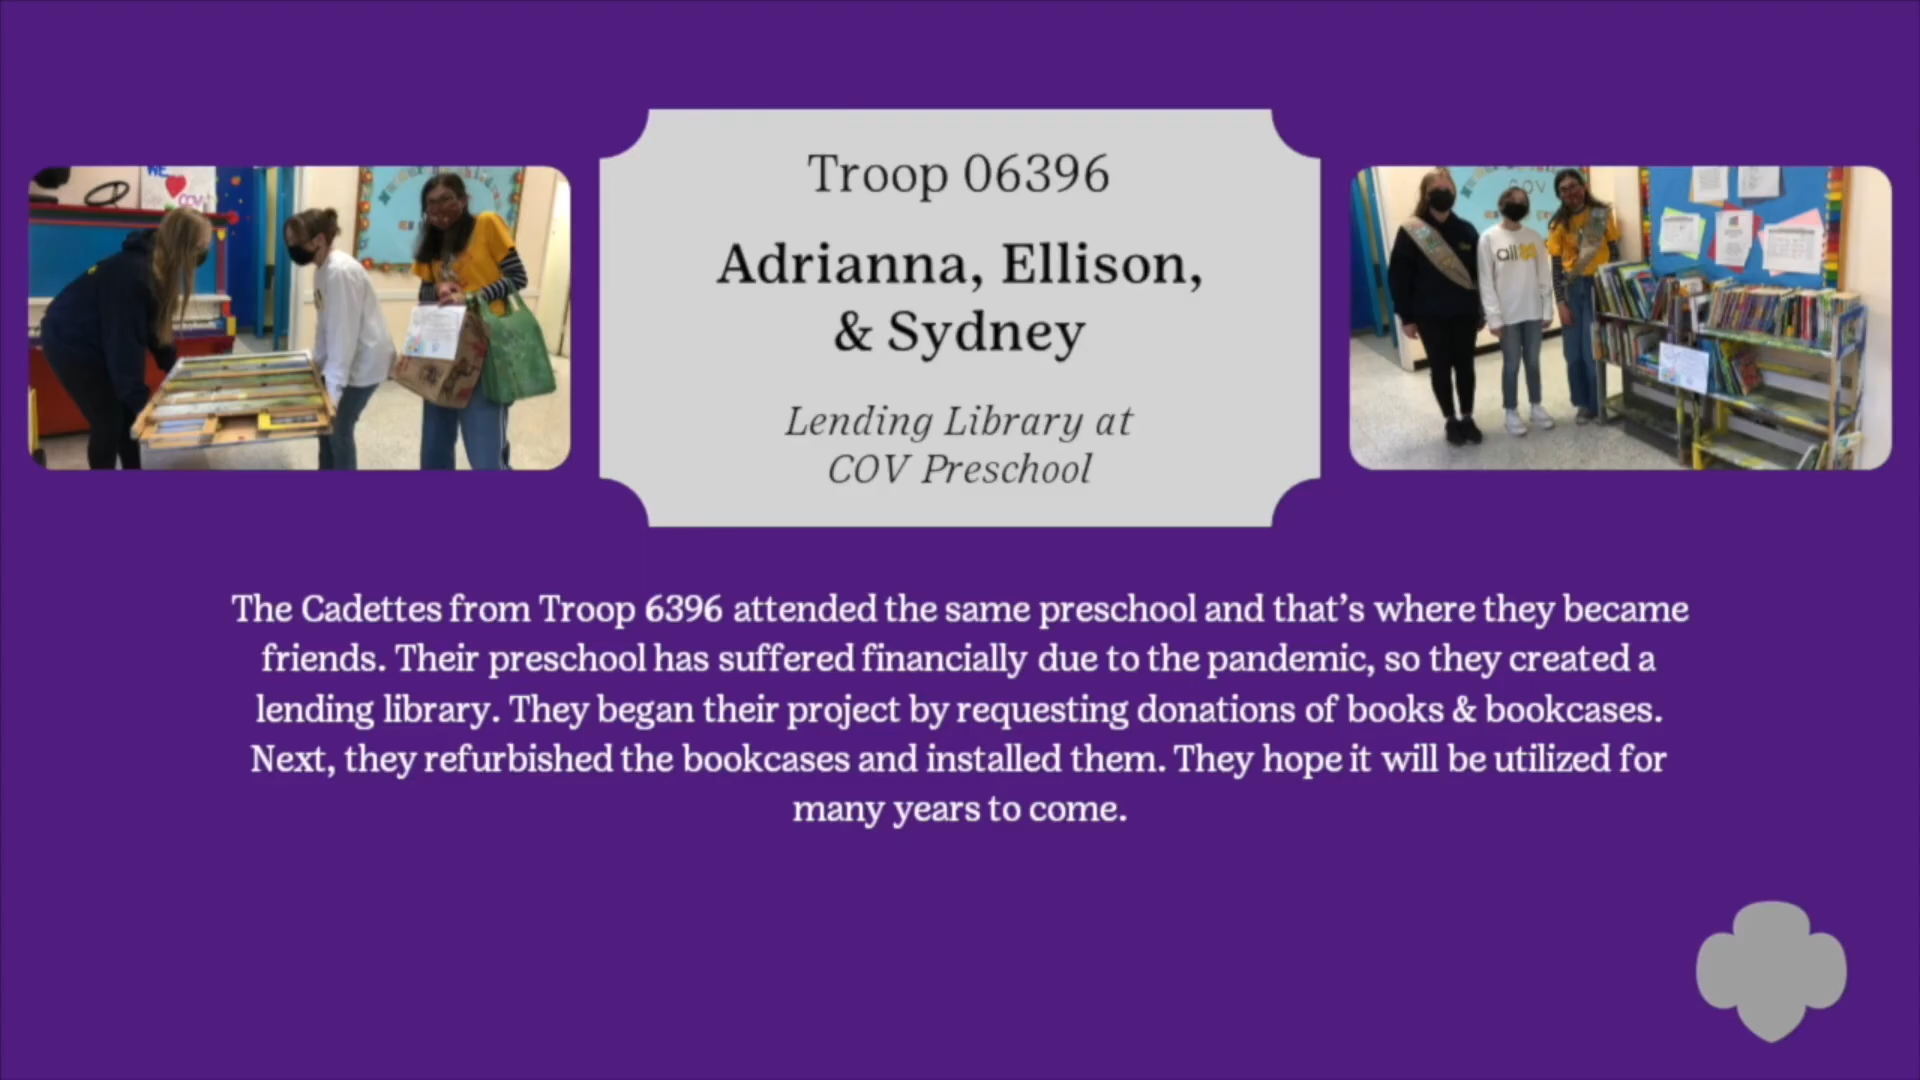 Troop 06396
Adrianna, Ellison,
& Sydney
Lending Library at
COV Preschool
The Cadettes from Troop 6396 attended the same preschool and that’s where they became
friends. Their preschool has suffered financially due to the pandemic, so they created a
lending library. They began their project by requesting donations of books & bookcases.
Next, they refurbished the bookcases and installed them. They hope it will be utilized for
many years to come.
WE
COV